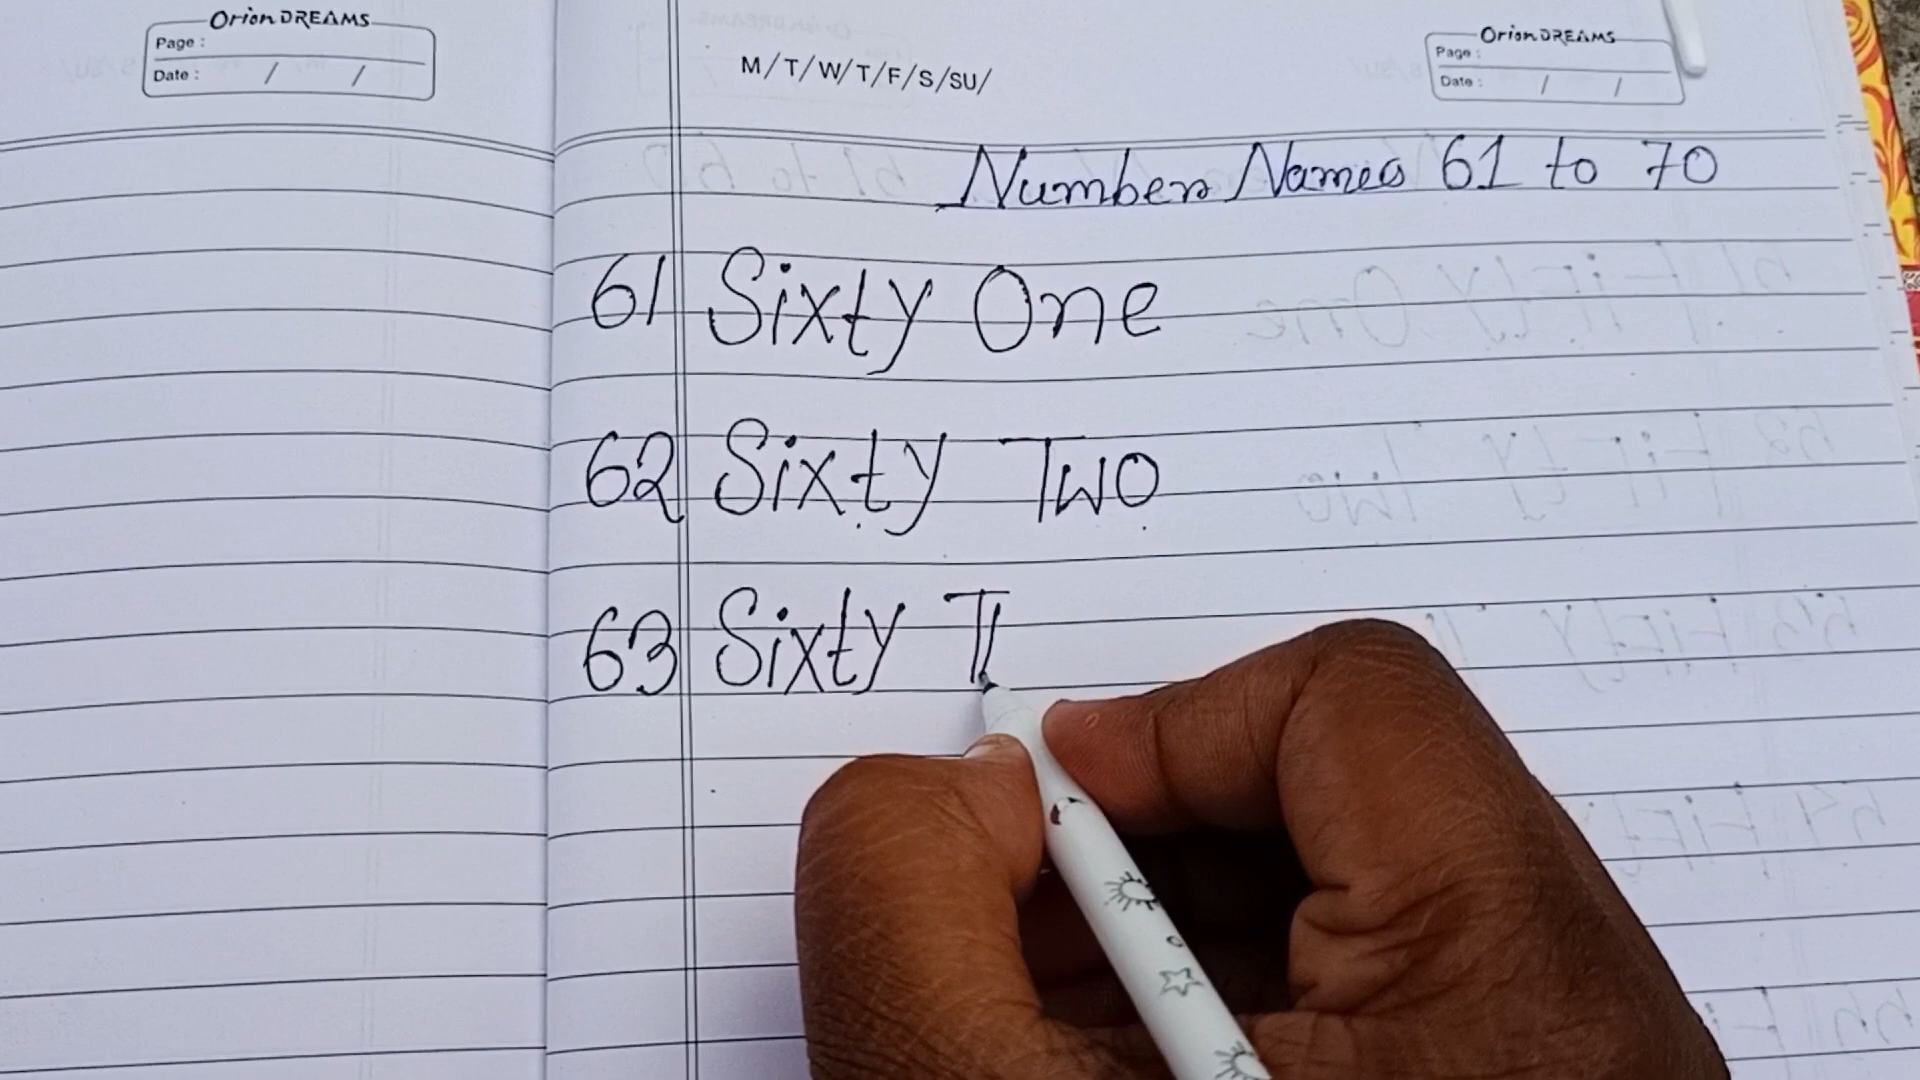 Orion DREAMS
Page :
Date : / /
M/T/W/T/F/S/SU/
Orion DREAMS
Page :
Date : / /
Number Names 61 to 70
61 Sixty One
62 Sixty Two
63 Sixty T